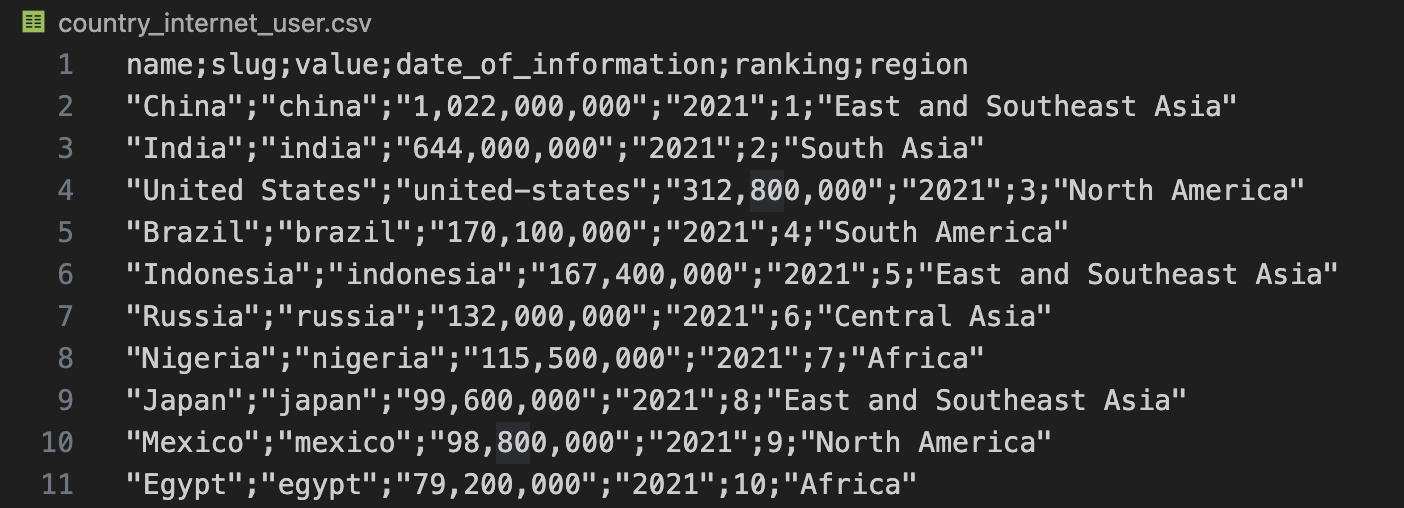 country_internet_user.csv
1 name;slug;value;date_of_information;ranking;region
2 "China";"china";"1,022,000,000";"2021";1;"East and Southeast Asia"
3 "India";"india";"644,000,000";"2021";2;"South Asia"
4 "United States";"united-states";"312,800,000";"2021";3;"North America"
5 "Brazil";"brazil";"170,100,000";"2021";4;"South America"
6 "Indonesia";"indonesia";"167,400,000";"2021";5;"East and Southeast Asia"
7 "Russia";"russia";"132,000,000";"2021";6;"Central Asia"
8 "Nigeria";"nigeria";"115,500,000";"2021";7;"Africa"
9 "Japan";"japan";"99,600,000";"2021";8;"East and Southeast Asia"
10 "Mexico";"mexico";"98,800,000";"2021";9;"North America"
11 "Egypt";"egypt";"79,200,000";"2021";10;"Africa"